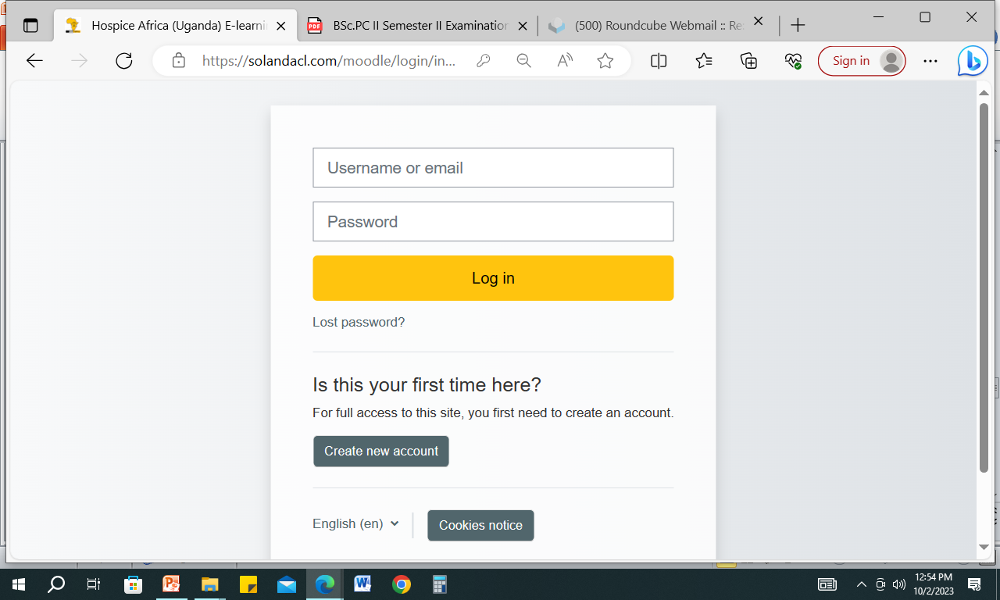 Hospice Africa (Uganda) E-learni
BSc.PC II Semester II Examination
(500) Roundcube Webmail :: Re
https://solandacl.com/moodle/login/in...
Sign in
Username or email
Password
Log in
Lost password?
Is this your first time here?
For full access to this site, you first need to create an account.
Create new account
English (en)
Cookies notice
12:54 PM
10/2/2023